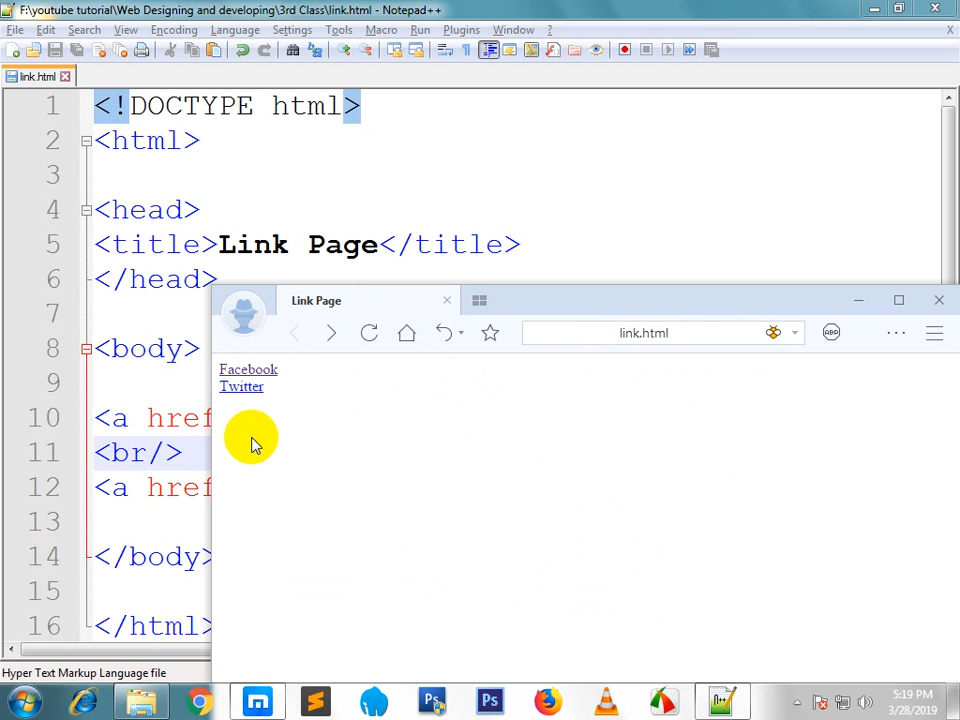 F:\youtube tutorial\Web Designing and developing\3rd Class\link.html - Notepad++
File Edit Search View Encoding Language Settings Tools Macro Run Plugins Window ?
X
link.html
1 <!DOCTYPE html>
2 <html>
3
4 <head>
5 <title>Link Page</title>
6 </head>
7
Link Page
link.html
ABP
8 <body>
Facebook
9
Twitter
10 <a href
11 <br/>
12 <a href
13
14 </body>
15
16 </html>
Hyper Text Markup Language file
Ps
Ps
5:19 PM
3/28/2019